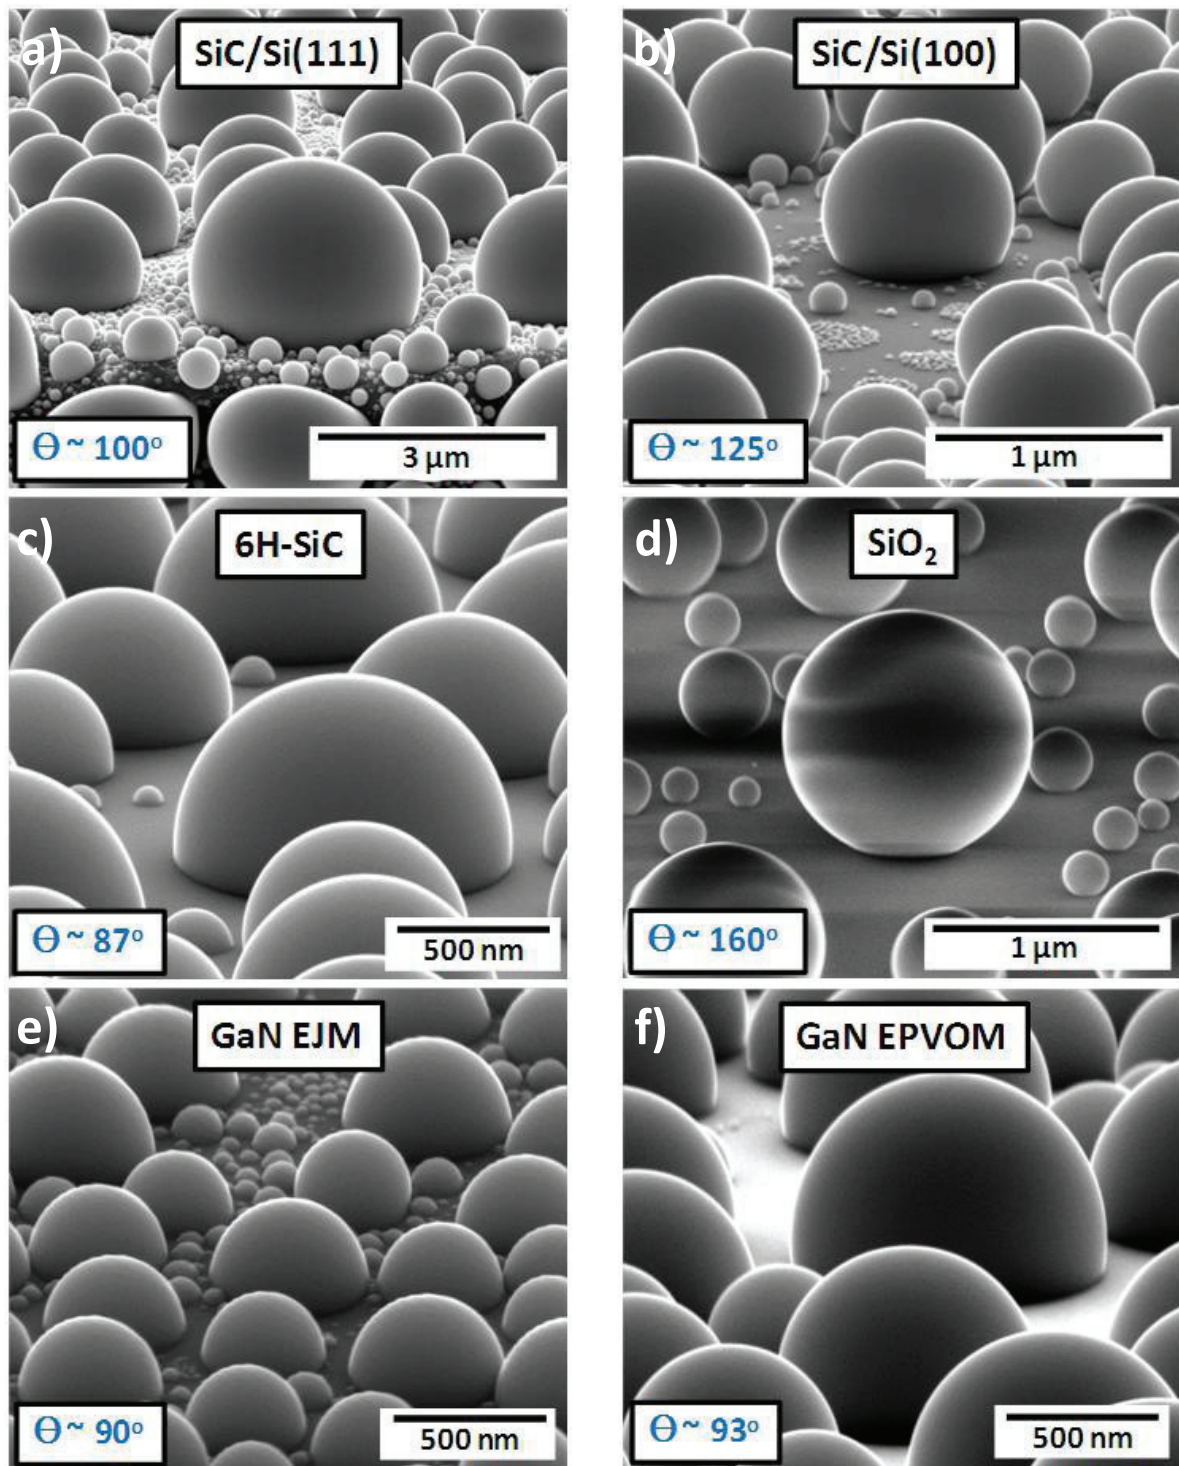 a)
SiC/Si(111)
Θ ~ 100°
3 µm
b)
SiC/Si(100)
Θ ~ 125°
1 µm
c)
6H-SiC
Θ ~ 87°
500 nm
d)
SiO₂
Θ ~ 160°
1 µm
e)
GaN EJM
Θ ~ 90°
500 nm
f)
GaN EPVOM
Θ ~ 93°
500 nm